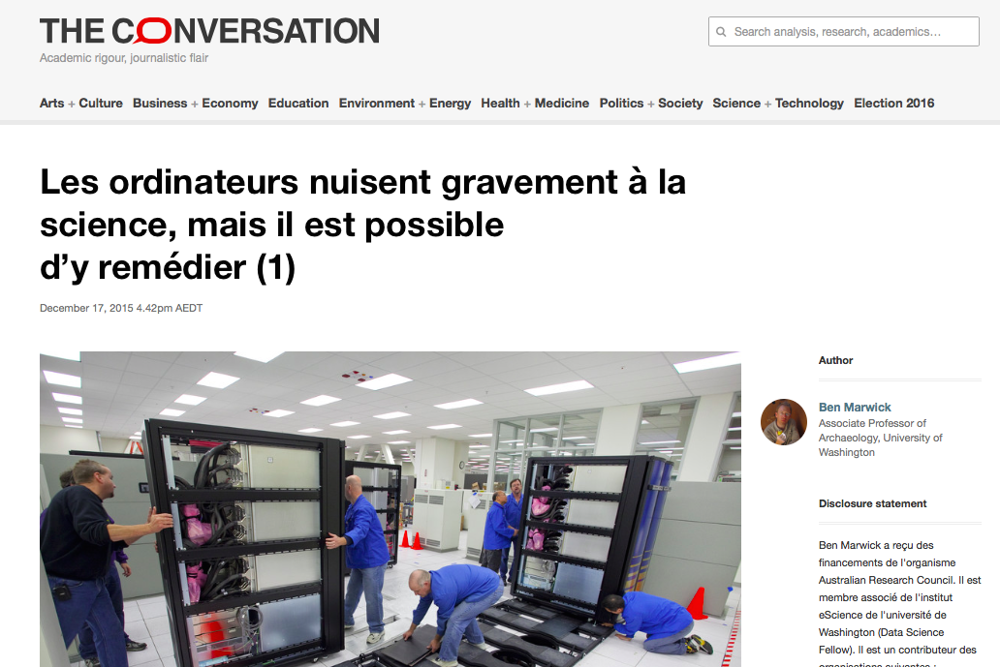 THE CONVERSATION
Academic rigour, journalistic flair
Search analysis, research, academics...
Arts + Culture Business + Economy Education Environment + Energy Health + Medicine Politics + Society Science + Technology Election 2016
Les ordinateurs nuisent gravement à la
science, mais il est possible
d’y remédier (1)
December 17, 2015 4.42pm AEDT
Author
Ben Marwick
Associate Professor of
Archaeology, University of
Washington
Disclosure statement
Ben Marwick a reçu des
financements de l'organisme
Australian Research Council. Il est
membre associé de l'institut
eScience de l'université de
Washington (Data Science
Fellow). Il est un contributeur des
organisations suivantes :